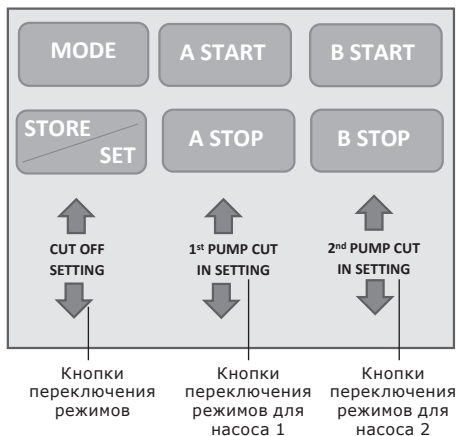 MODE
A START
B START
STORE
SET
A STOP
B STOP
CUT OFF
SETTING
1st PUMP CUT
IN SETTING
2nd PUMP CUT
IN SETTING
Кнопки
переключения
режимов
Кнопки
переключения
режимов для
насоса 1
Кнопки
переключения
режимов для
насоса 2